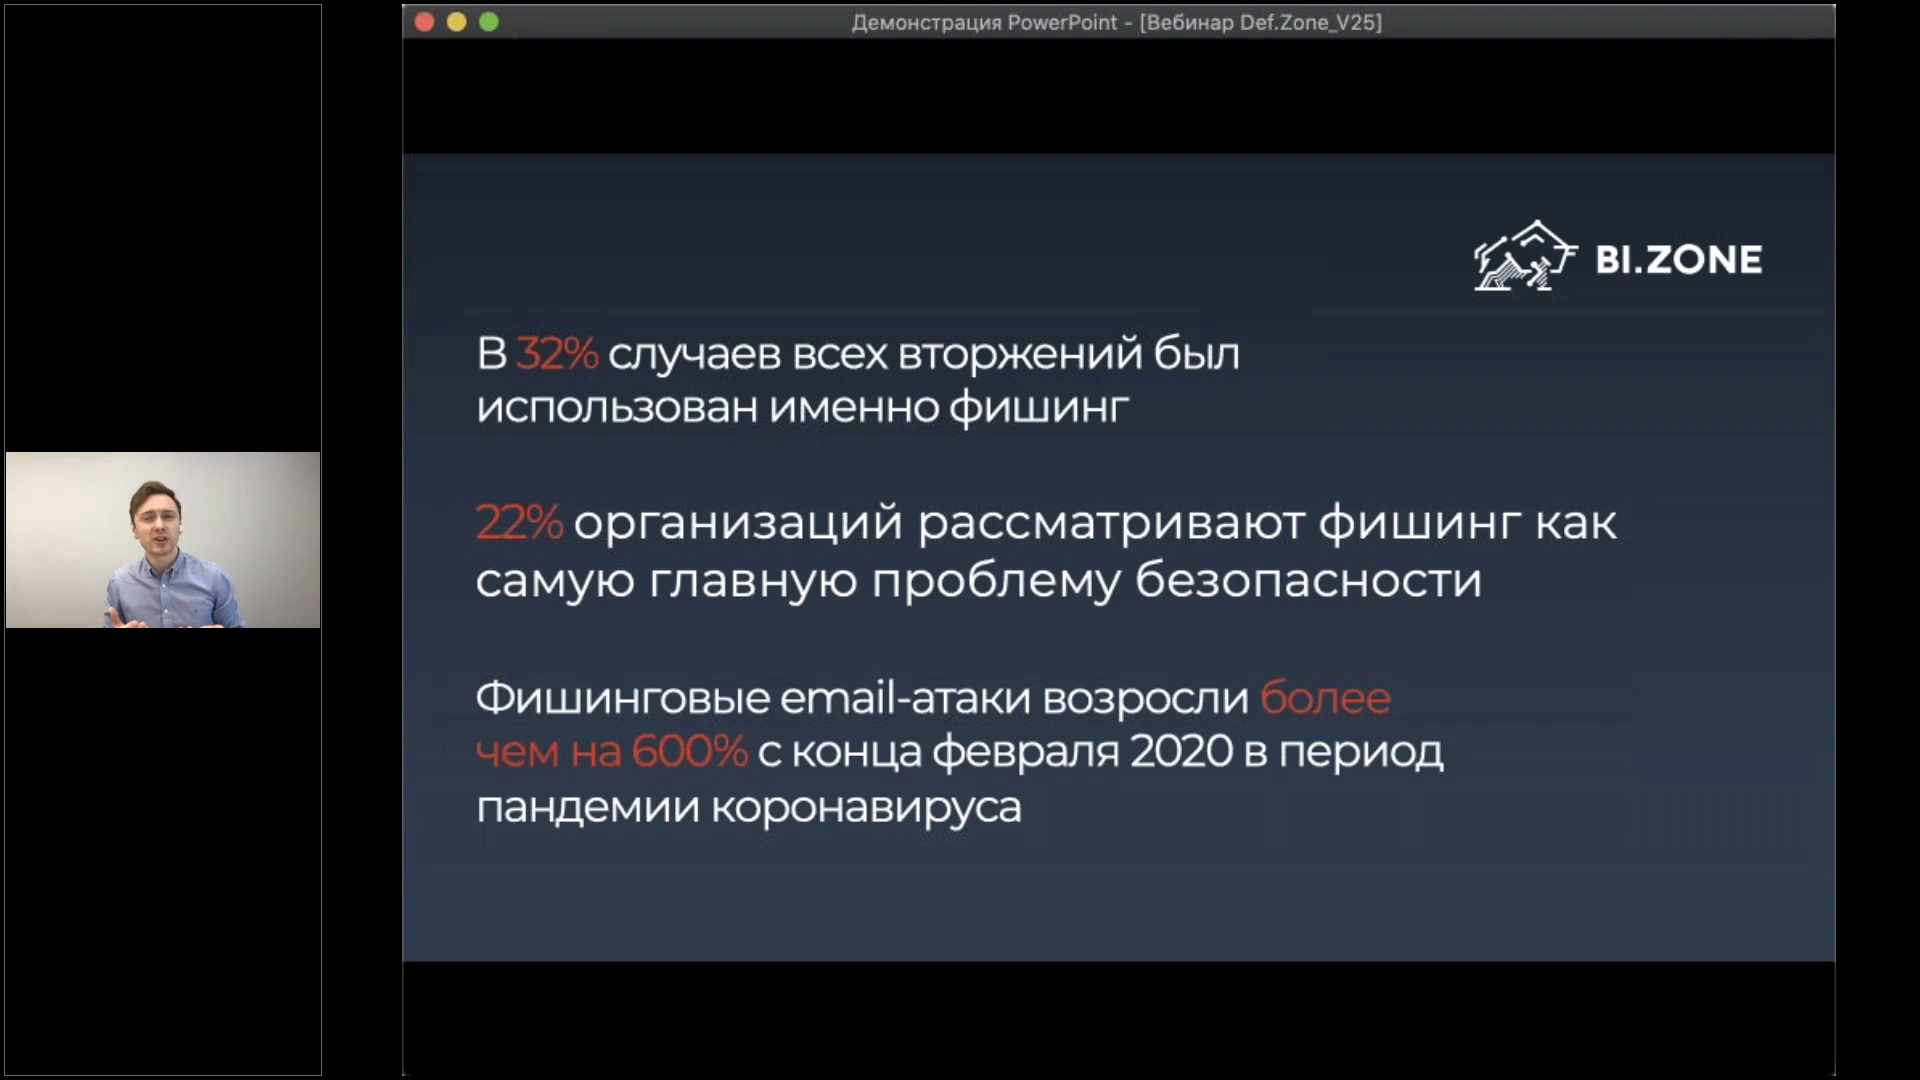 Демонстрация PowerPoint - [Вебинар Def.Zone_V25]
BI.ZONE
В 32% случаев всех вторжений был
использован именно фишинг
22% организаций рассматривают фишинг как
самую главную проблему безопасности
Фишинговые email-атаки возросли более
чем на 600% с конца февраля 2020 в период
пандемии коронавируса